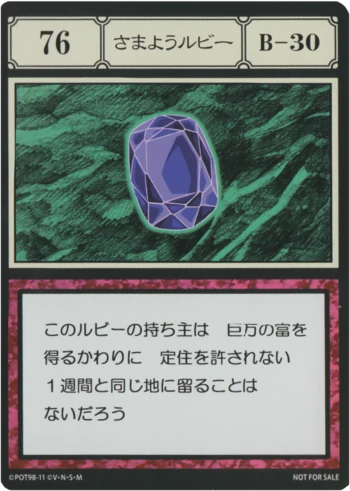 76
さまようルビー
B-30
このルビーの持ち主は　巨万の富を
得るかわりに　定住を許されない
1週間と同じ地に留ることは
ないだろう
©POT98-11 ©V・N・S・M
NOT FOR SALE